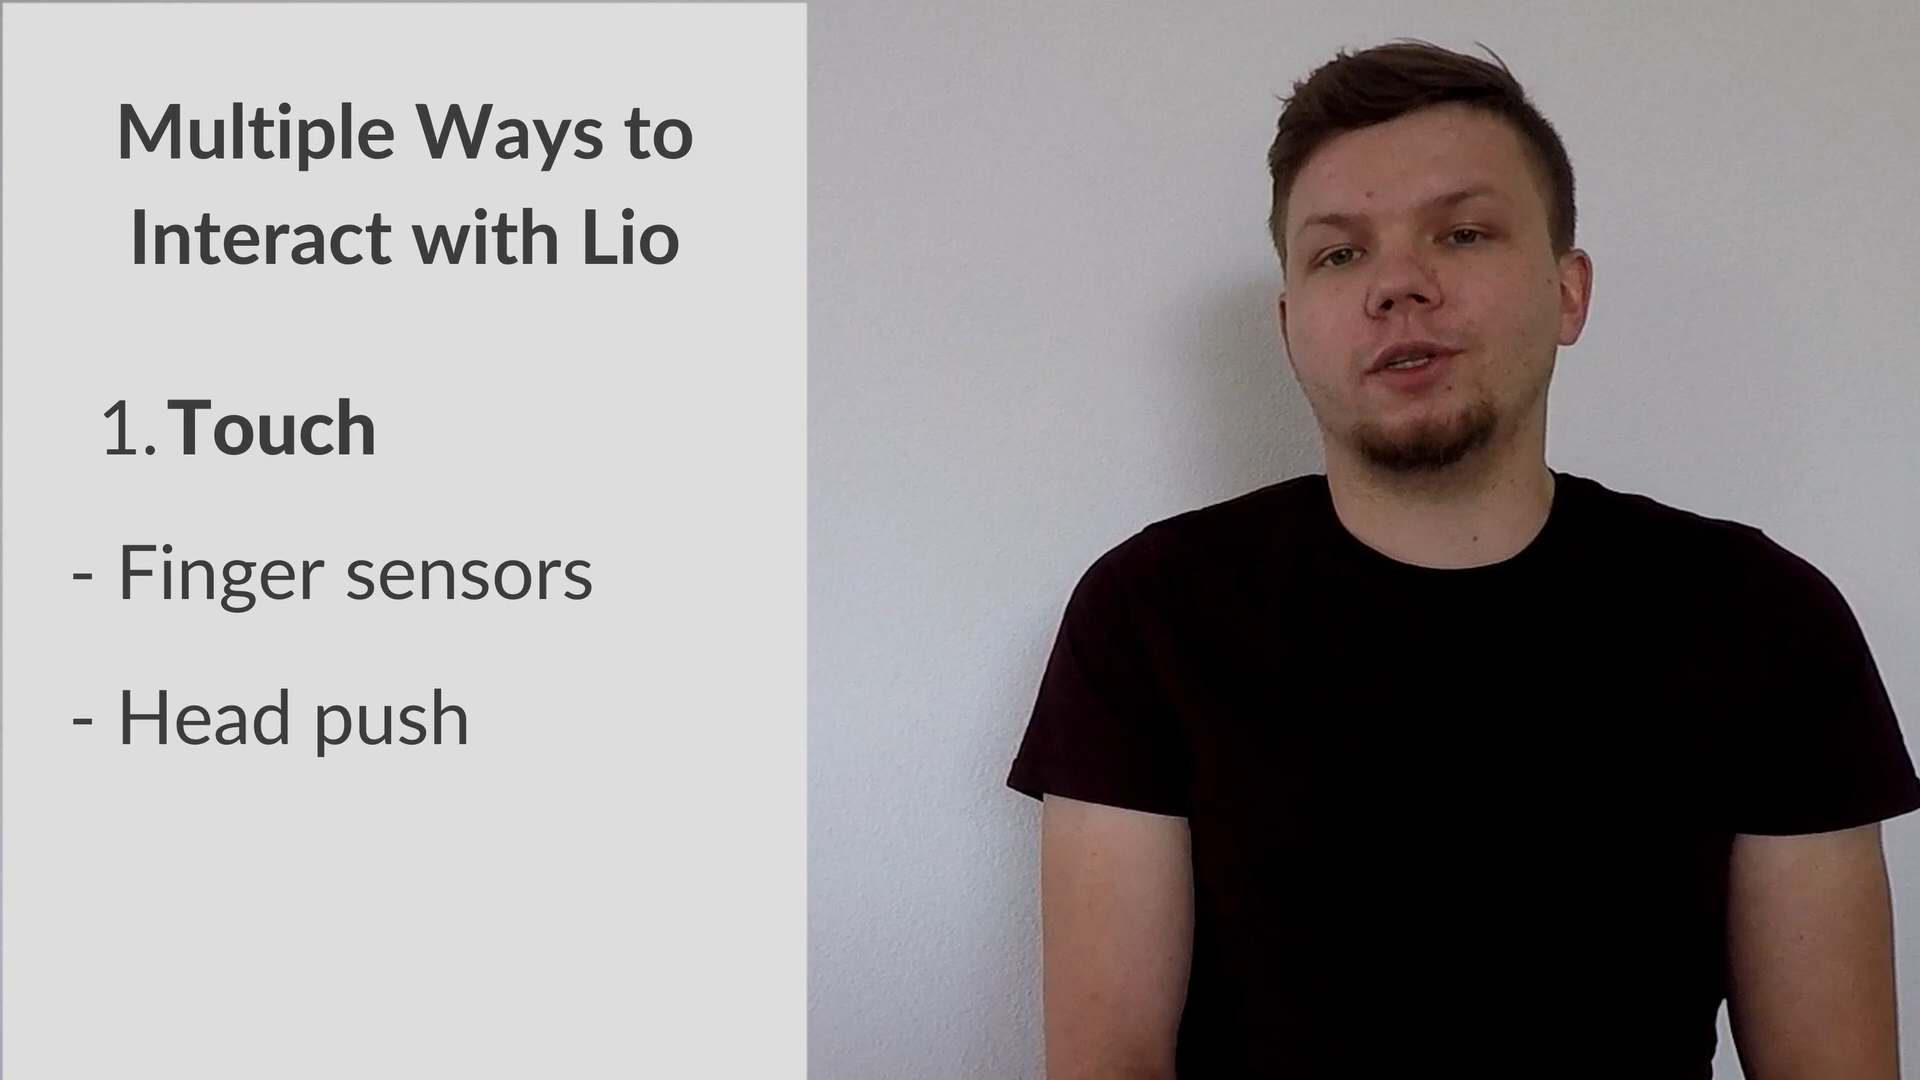 Multiple Ways to
Interact with Lio
1. Touch
- Finger sensors
- Head push